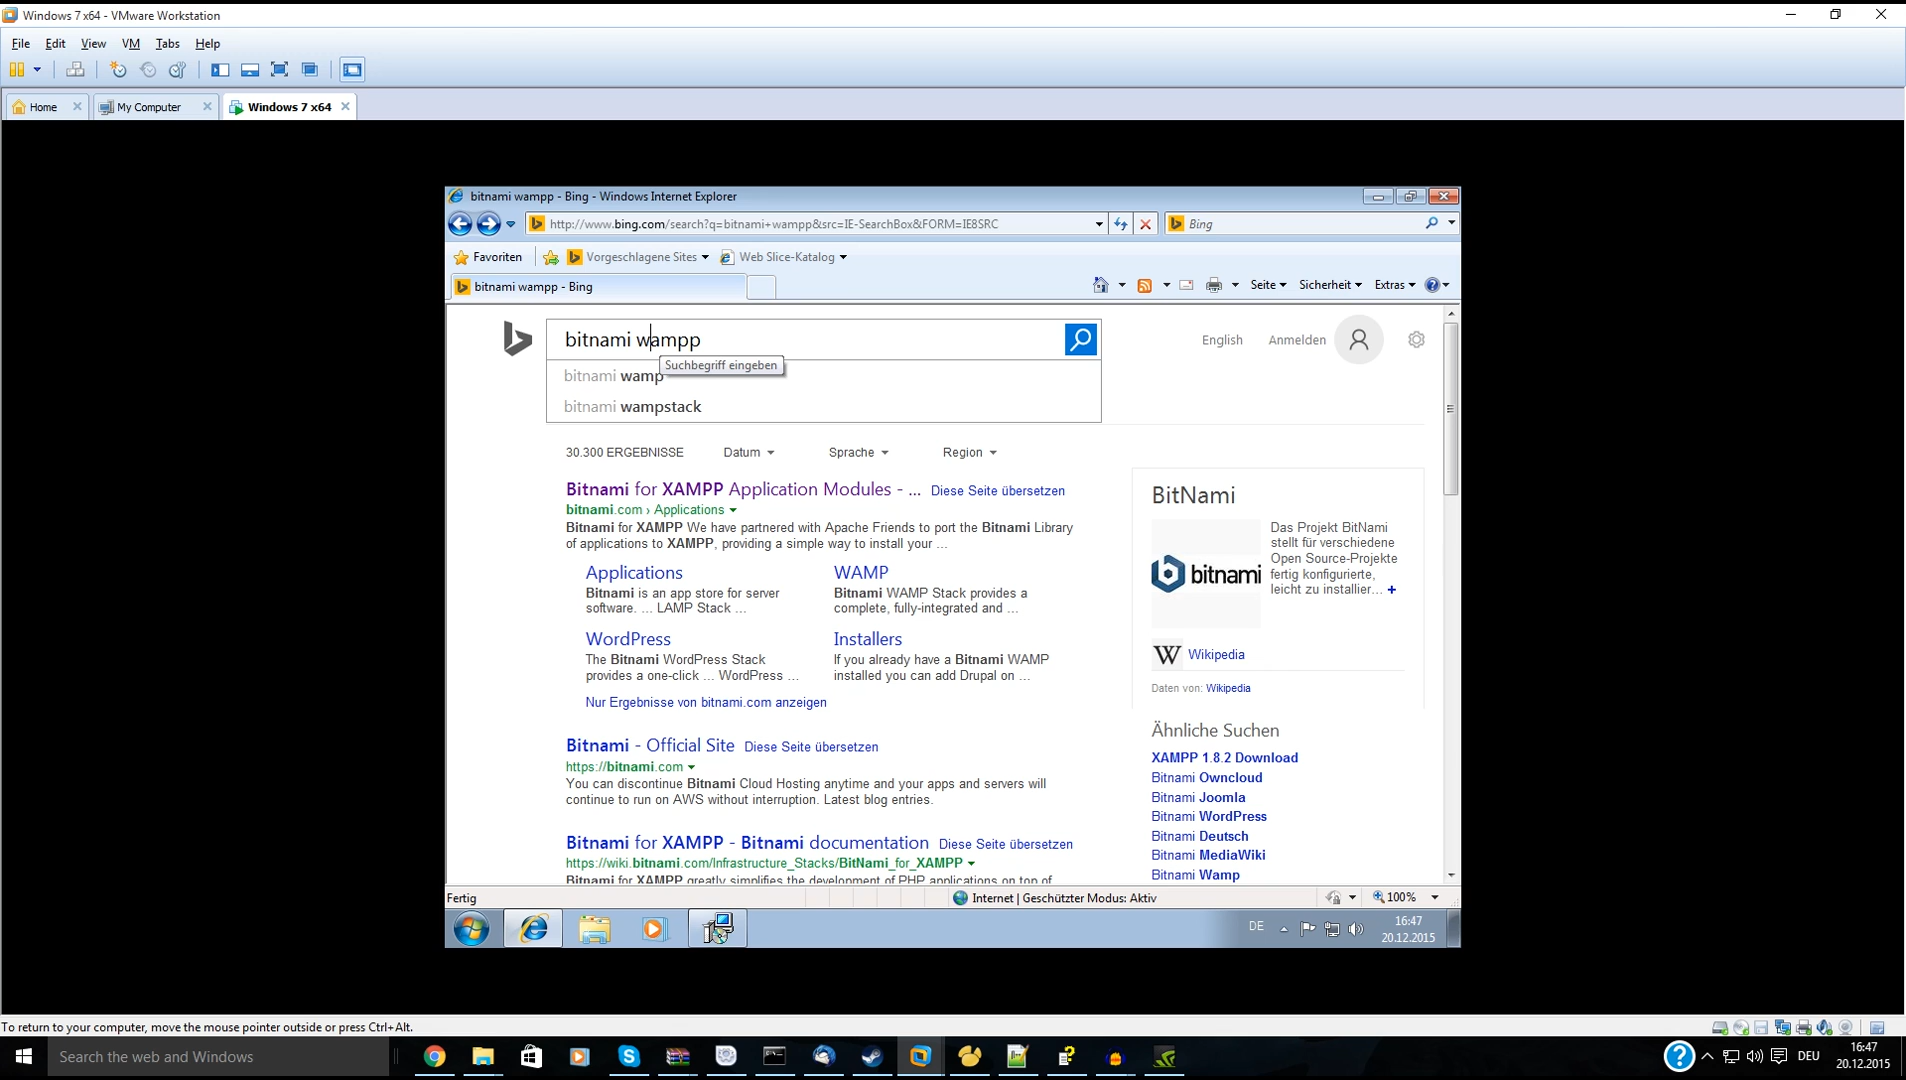 Windows 7 x64 - VMware Workstation
File Edit View VM Tabs Help
Home My Computer Windows 7 x64
bitnami wampp - Bing - Windows Internet Explorer
http://www.bing.com/search?q=bitnami+wampp&src=IE-SearchBox&FORM=IE8SRC Bing
Favoriten Vorgeschlagene Sites Web Slice-Katalog
bitnami wampp - Bing Seite Sicherheit Extras
bitnami wampp English Anmelden
Suchbegriff eingeben
bitnami wamp
bitnami wampstack
30.300 ERGEBNISSE Datum Sprache Region
Bitnami for XAMPP Application Modules - ... Diese Seite übersetzen
bitnami.com › Applications
Bitnami for XAMPP We have partnered with Apache Friends to port the Bitnami Library
of applications to XAMPP, providing a simple way to install your ...
Applications
Bitnami is an app store for server
software. ... LAMP Stack ...
WAMP
Bitnami WAMP Stack provides a
complete, fully-integrated and ...
WordPress
The Bitnami WordPress Stack
provides a one-click ... WordPress ...
Installers
If you already have a Bitnami WAMP
installed you can add Drupal on ...
Nur Ergebnisse von bitnami.com anzeigen
Bitnami - Official Site Diese Seite übersetzen
https://bitnami.com
You can discontinue Bitnami Cloud Hosting anytime and your apps and servers will
continue to run on AWS without interruption. Latest blog entries.
Bitnami for XAMPP - Bitnami documentation Diese Seite übersetzen
https://wiki.bitnami.com/Infrastructure_Stacks/BitNami_for_XAMPP
Bitnami for XAMPP greatly simplifies the development of PHP applications on top of
BitNami
bitnami
Das Projekt BitNami
stellt für verschiedene
Open Source-Projekte
fertig konfigurierte,
leicht zu installier... +
W Wikipedia
Daten von: Wikipedia
Ähnliche Suchen
XAMPP 1.8.2 Download
Bitnami Owncloud
Bitnami Joomla
Bitnami WordPress
Bitnami Deutsch
Bitnami MediaWiki
Bitnami Wamp
Fertig Internet | Geschützter Modus: Aktiv 100%
DE 16:47
20.12.2015
To return to your computer, move the mouse pointer outside or press Ctrl+Alt.
Search the web and Windows DEU 16:47
20.12.2015